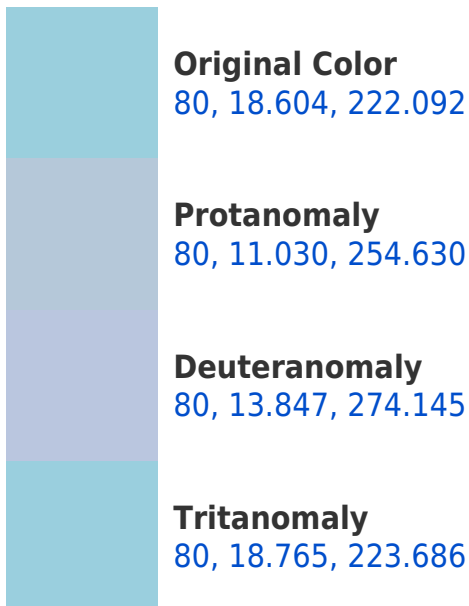 Original Color
80, 18.604, 222.092
Protanomaly
80, 11.030, 254.630
Deuteranomaly
80, 13.847, 274.145
Tritanomaly
80, 18.765, 223.686